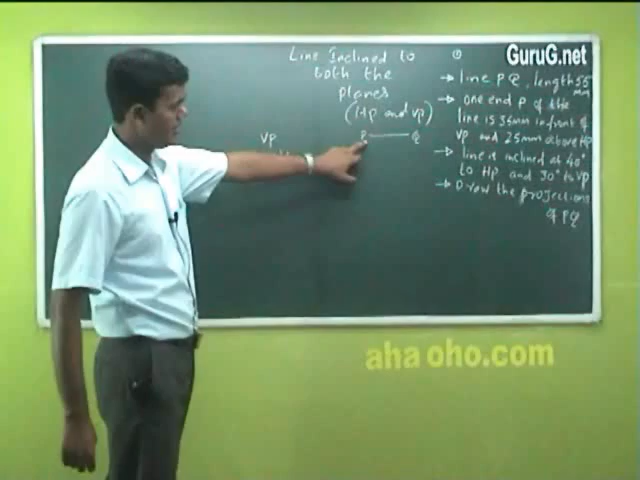 Line Inclined to
both the
planes
(HP and VP)
VP
P Q
①
GuruG.net
→ line PQ, length 55
mm
→ one end P of the
line is 35mm infront of
VP and 25mm above HP
→ line is inclined at 40°
to HP and 30° to VP
→ Draw the projections
of PQ
aha oho.com